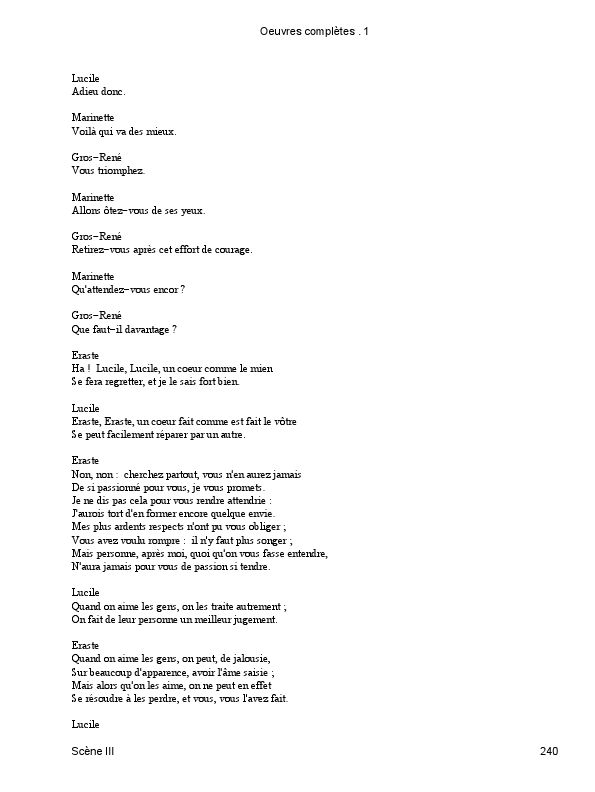 Oeuvres complètes . 1
Lucile
Adieu donc.
Marinette
Voilà qui va des mieux.
Gros−René
Vous triomphez.
Marinette
Allons ôtez−vous de ses yeux.
Gros−René
Retirez−vous après cet effort de courage.
Marinette
Qu'attendez−vous encor ?
Gros−René
Que faut−il davantage ?
Eraste
Ha ! Lucile, Lucile, un coeur comme le mien
Se fera regretter, et je le sais fort bien.
Lucile
Eraste, Eraste, un coeur fait comme est fait le vôtre
Se peut facilement réparer par un autre.
Eraste
Non, non : cherchez partout, vous n'en aurez jamais
De si passionné pour vous, je vous promets.
Je ne dis pas cela pour vous rendre attendrie :
J'aurois tort d'en former encore quelque envie.
Mes plus ardents respects n'ont pu vous obliger ;
Vous avez voulu rompre : il n'y faut plus songer ;
Mais personne, après moi, quoi qu'on vous fasse entendre,
N'aura jamais pour vous de passion si tendre.
Lucile
Quand on aime les gens, on les traite autrement ;
On fait de leur personne un meilleur jugement.
Eraste
Quand on aime les gens, on peut, de jalousie,
Sur beaucoup d'apparence, avoir l'âme saisie ;
Mais alors qu'on les aime, on ne peut en effet
Se résoudre à les perdre, et vous, vous l'avez fait.
Lucile
Scène III
240